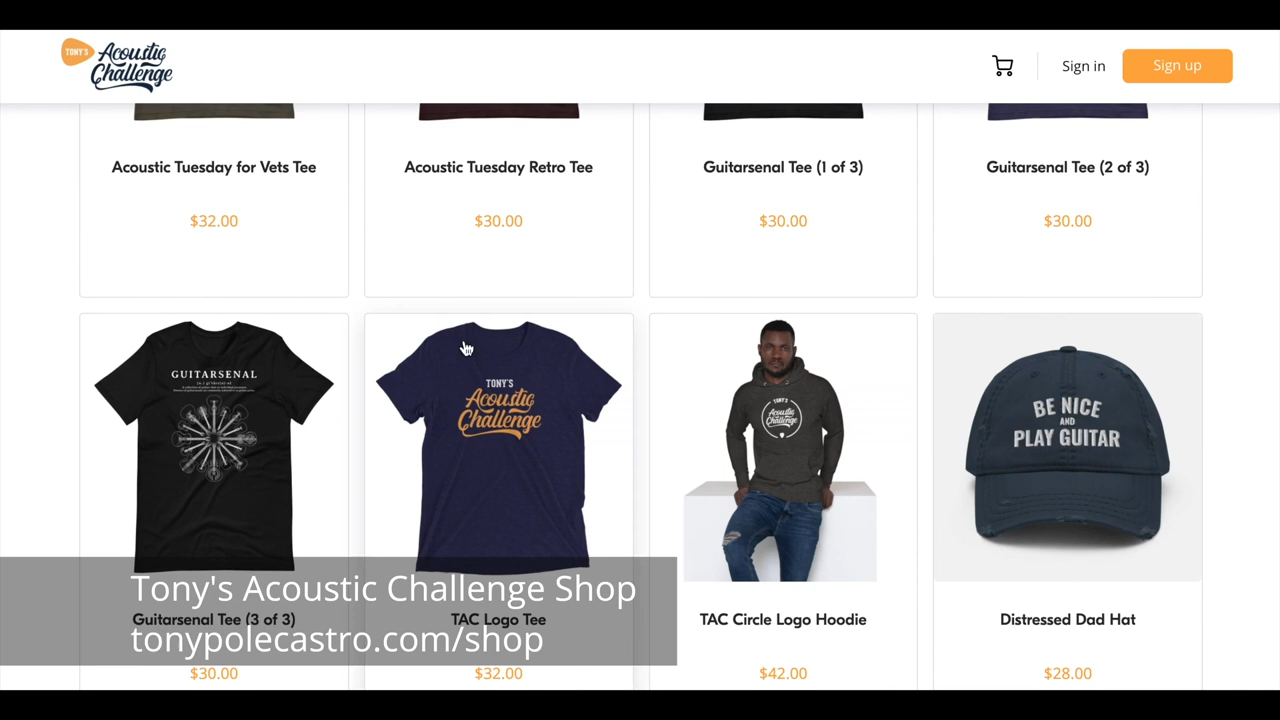 TONY'S
Acoustic
Challenge
Sign in
Sign up
Acoustic Tuesday for Vets Tee
Acoustic Tuesday Retro Tee
Guitarsenal Tee (1 of 3)
Guitarsenal Tee (2 of 3)
$32.00
$30.00
$30.00
$30.00
GUITARSENAL
TONY'S
Acoustic
Challenge
TONY'S
Acoustic
Challenge
BE NICE
AND
PLAY GUITAR
Tony's Acoustic Challenge Shop
Guitarsenal Tee (3 of 3)
TAC Logo Tee
TAC Circle Logo Hoodie
Distressed Dad Hat
tonypolecastro.com/shop
$30.00
$32.00
$42.00
$28.00